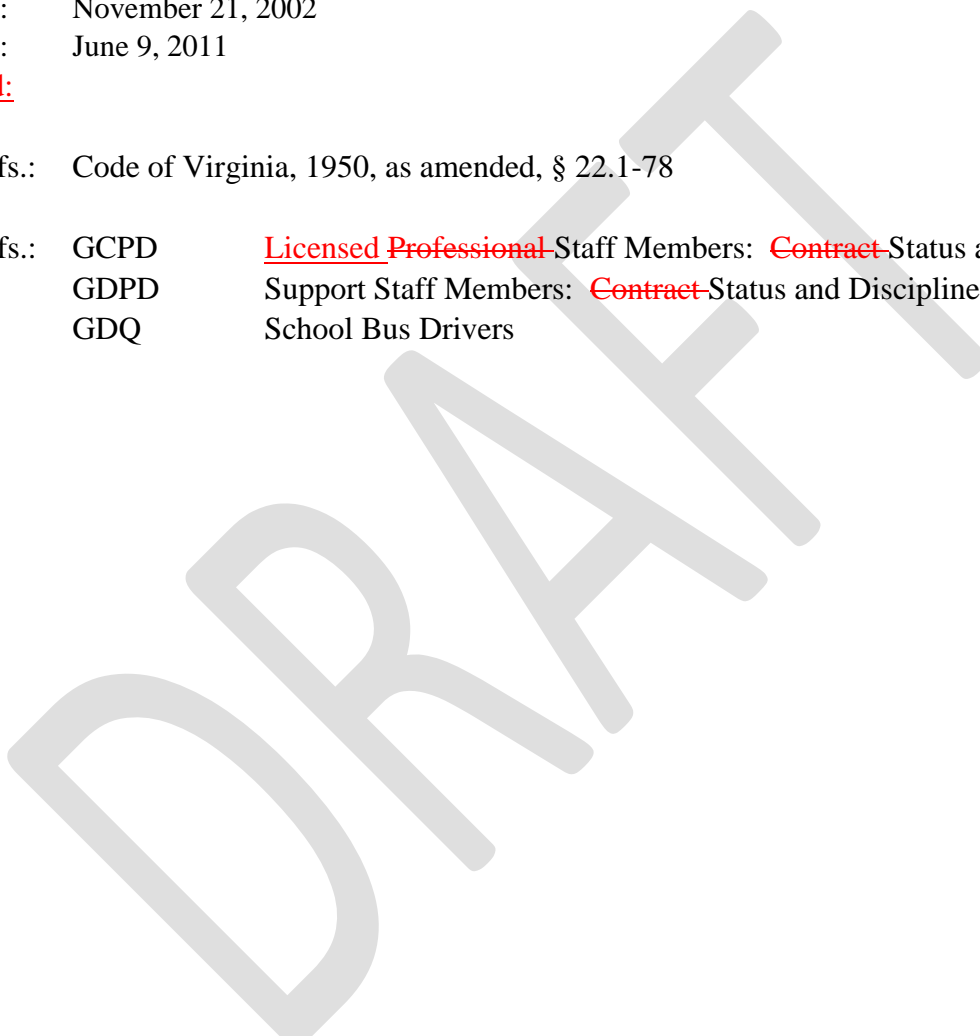 : November 21, 2002
: June 9, 2011
d:
fs.: Code of Virginia, 1950, as amended, § 22.1-78
fs.: GCPD Licensed Professional Staff Members: Contract Status a
GDPD Support Staff Members: Contract Status and Discipline
GDQ School Bus Drivers
DRAFT